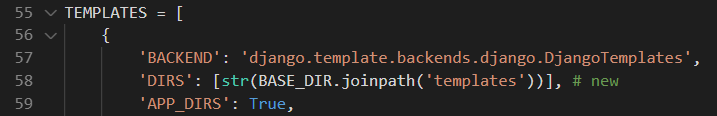 55 TEMPLATES = [
56 {
57 'BACKEND': 'django.template.backends.django.DjangoTemplates',
58 'DIRS': [str(BASE_DIR.joinpath('templates'))], # new
59 'APP_DIRS': True,